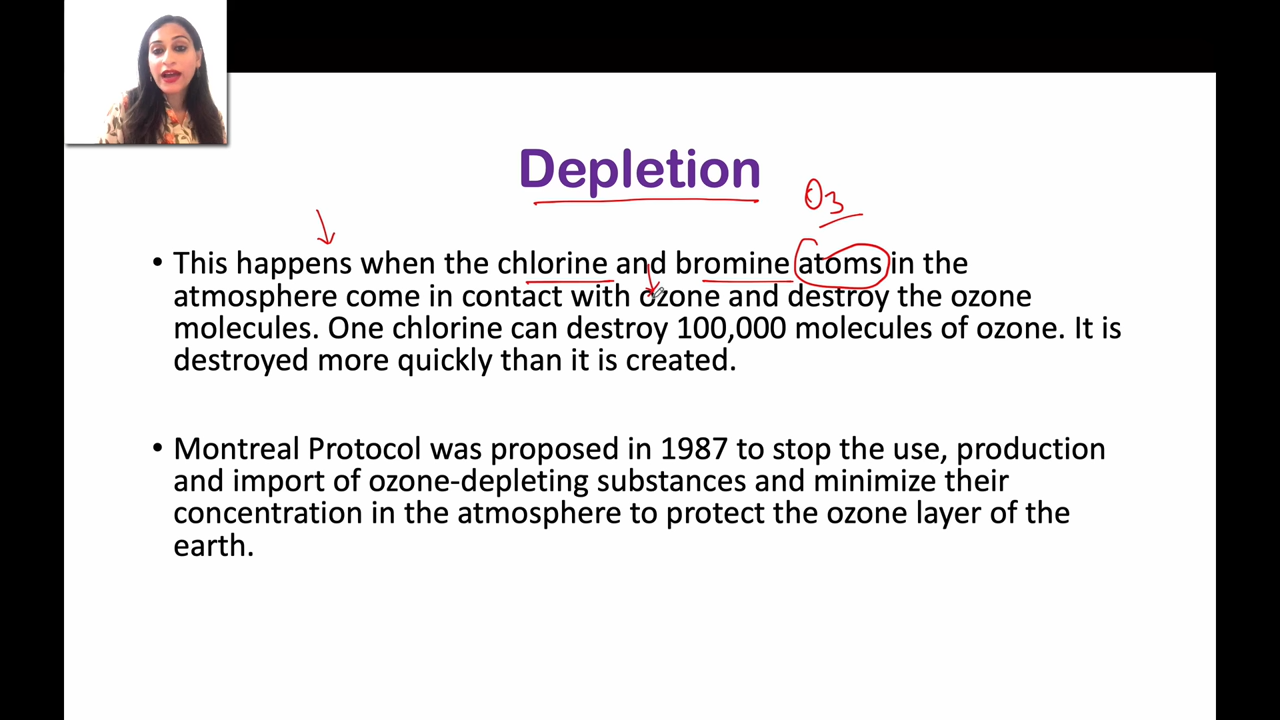 Depletion
O3
• This happens when the chlorine and bromine atoms in the
atmosphere come in contact with ozone and destroy the ozone
molecules. One chlorine can destroy 100,000 molecules of ozone. It is
destroyed more quickly than it is created.
• Montreal Protocol was proposed in 1987 to stop the use, production
and import of ozone-depleting substances and minimize their
concentration in the atmosphere to protect the ozone layer of the
earth.